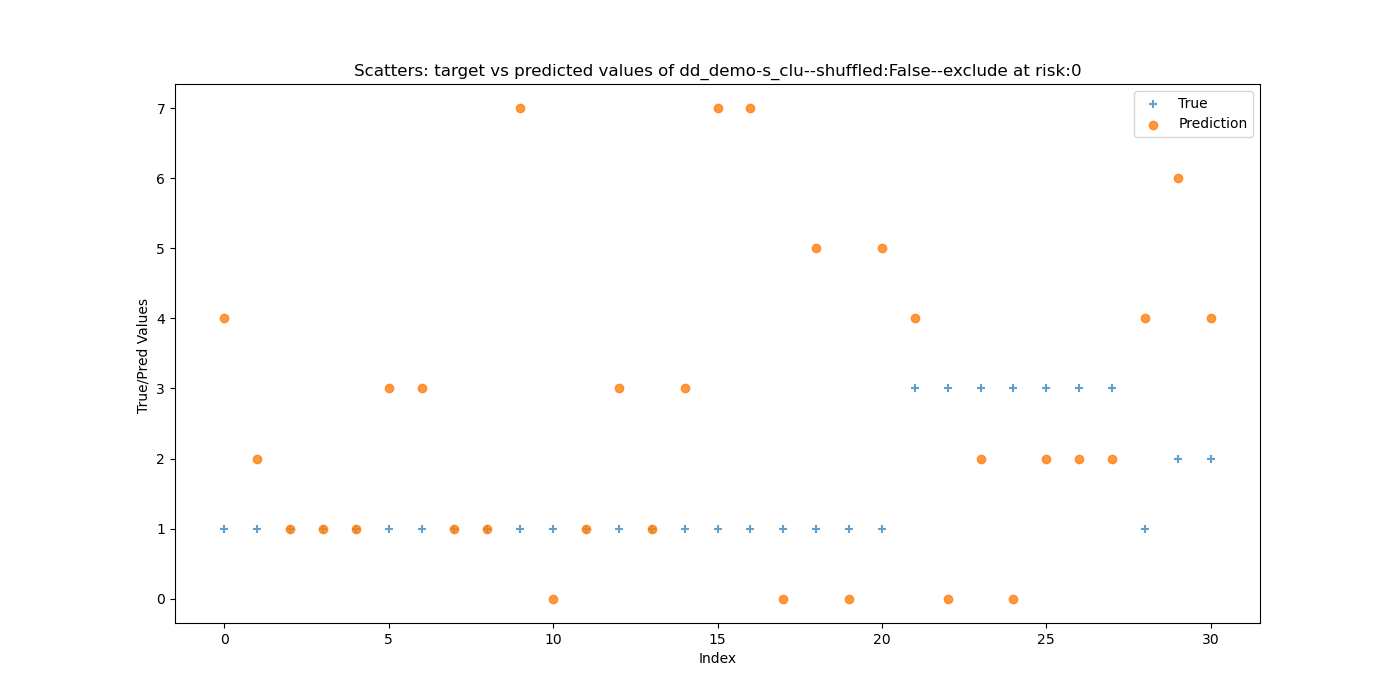 Scatters: target vs predicted values of dd_demo-s_clu--shuffled:False--exclude at risk:0
True
Prediction
7
6
5
4
3
2
1
0
True/Pred Values
0 5 10 15 20 25 30
Index